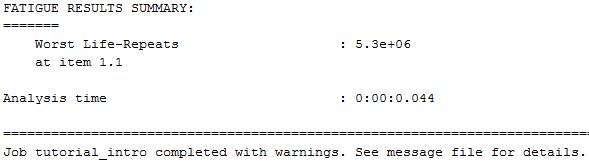 FATIGUE RESULTS SUMMARY:
=======
Worst Life-Repeats : 5.3e+06
at item 1.1
Analysis time : 0:00:0.044
==========================================================================
Job tutorial_intro completed with warnings. See message file for details.